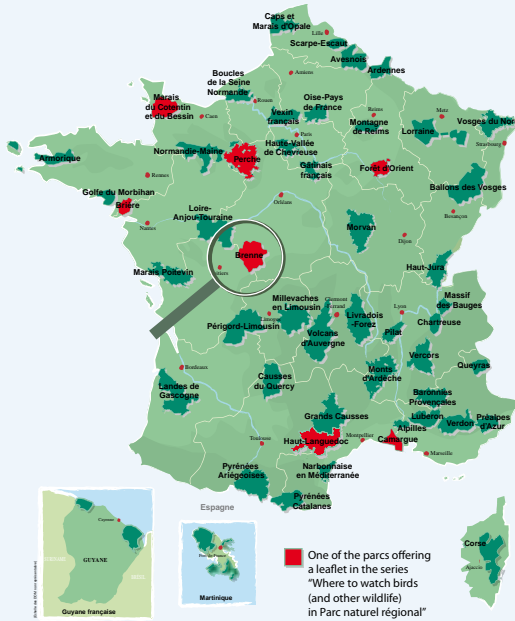 Caps et
Marais d'Opale
Lille
Scarpe-Escaut
Avesnois
Ardennes
Amiens
Boucles
de la Seine
Normande
Rouen
Oise-Pays
de France
Marais
du Corentin
et du Bessin
Caen
Vexin
français
Reims
Montagne
de Reims
Metz
Lorraine
Vosges du Nord
Strasbourg
Paris
Haute-Vallée
de Chevreuse
Armorique
Normandie-Maine
Perche
Gâtinais
français
Forêt d'Orient
Ballons des Vosges
Rennes
Golfe du Morbihan
Brière
Orléans
Loire-
Anjou-Touraine
Nantes
Morvan
Dijon
Besançon
Brenne
Poitiers
Marais Poitevin
Haut-Jura
Massif
des Bauges
Millevaches
en Limousin
Limoges
Clermont
Ferrand
Livradois
-Forez
Lyon
Chartreuse
Périgord-Limousin
Volcans
d'Auvergne
Pilat
Vercors
Bordeaux
Queyras
Monts
d'Ardèche
Causses
du Quercy
Landes de
Gascogne
Baronnies
Provençales
Grands Causses
Luberon
Verdon
Préalpes
d'Azur
Alpilles
Toulouse
Haut-Languedoc
Montpellier
Camargue
Marseille
Pyrénées
Ariégeoises
Narbonnaise
en Méditerranée
Pyrénées
Catalanes
Espagne
Cayenne
GUYANE
Guyane française
Fort-de-France
Martinique
Corse
Ajaccio
One of the parcs offering
a leaflet in the series
"Where to watch birds
(and other wildlife)
in Parc naturel régional"